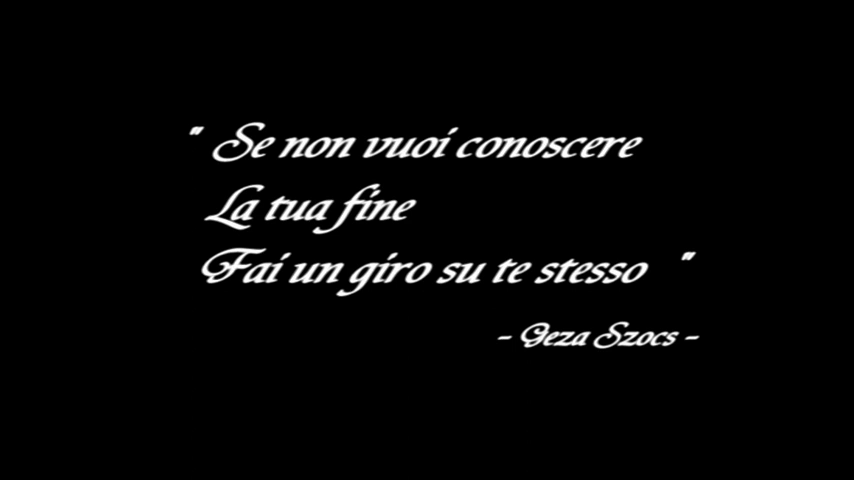 " Se non vuoi conoscere
La tua fine
Fai un giro su te stesso "
- Geza Szocs -